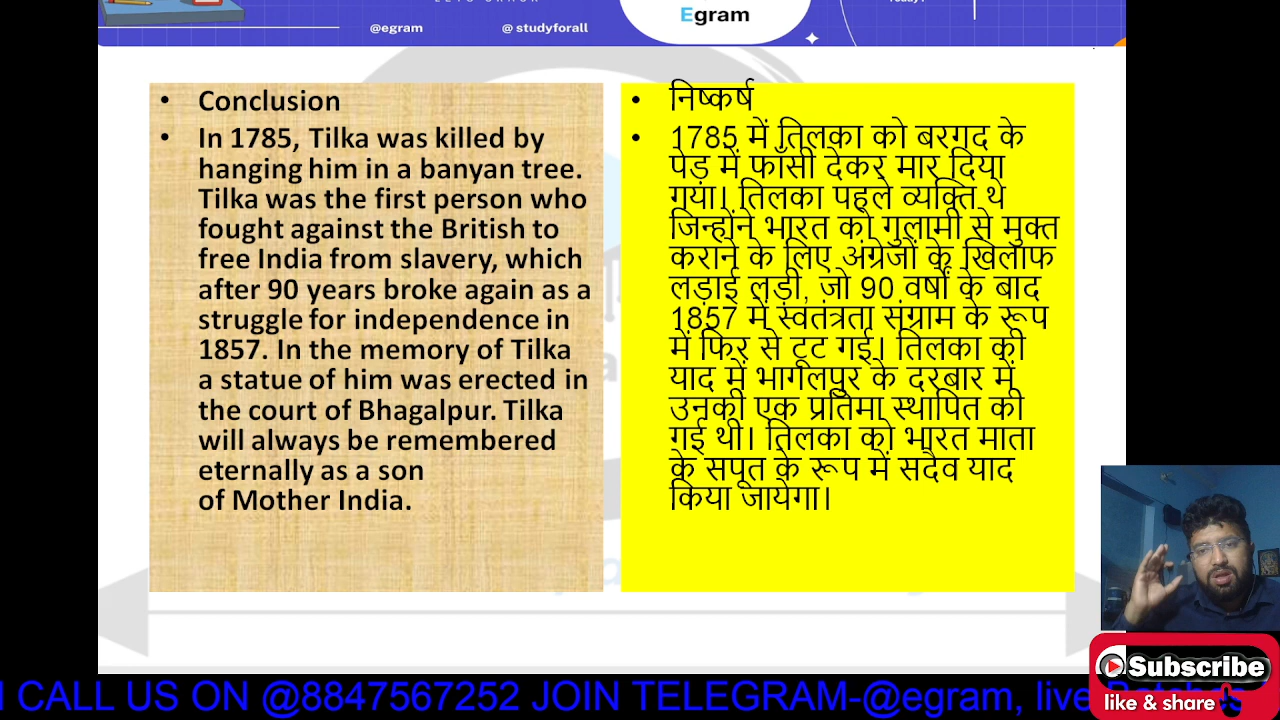 Egram
@egram
@ studyforall
• Conclusion
• In 1785, Tilka was killed by
hanging him in a banyan tree.
Tilka was the first person who
fought against the British to
free India from slavery, which
after 90 years broke again as a
struggle for independence in
1857. In the memory of Tilka
a statue of him was erected in
the court of Bhagalpur. Tilka
will always be remembered
eternally as a son
of Mother India.
• निष्कर्ष
• 1785 में तिलका को बरगद के
पेड़ में फाँसी देकर मार दिया
गया। तिलका पहले व्यक्ति थे
जिन्होंने भारत को गुलामी से मुक्त
कराने के लिए अंग्रेजों के खिलाफ
लड़ाई लड़ी, जो 90 वर्षों के बाद
1857 में स्वतंत्रता संग्राम के रूप
में फिर से टूट गई। तिलका की
याद में भागलपुर के दरबार में
उनकी एक प्रतिमा स्थापित की
गई थी। तिलका को भारत माता
के सपूत के रूप में सदैव याद
किया जायेगा।
CALL US ON @8847567252 JOIN TELEGRAM-@egram, live
Subscribe
like & share